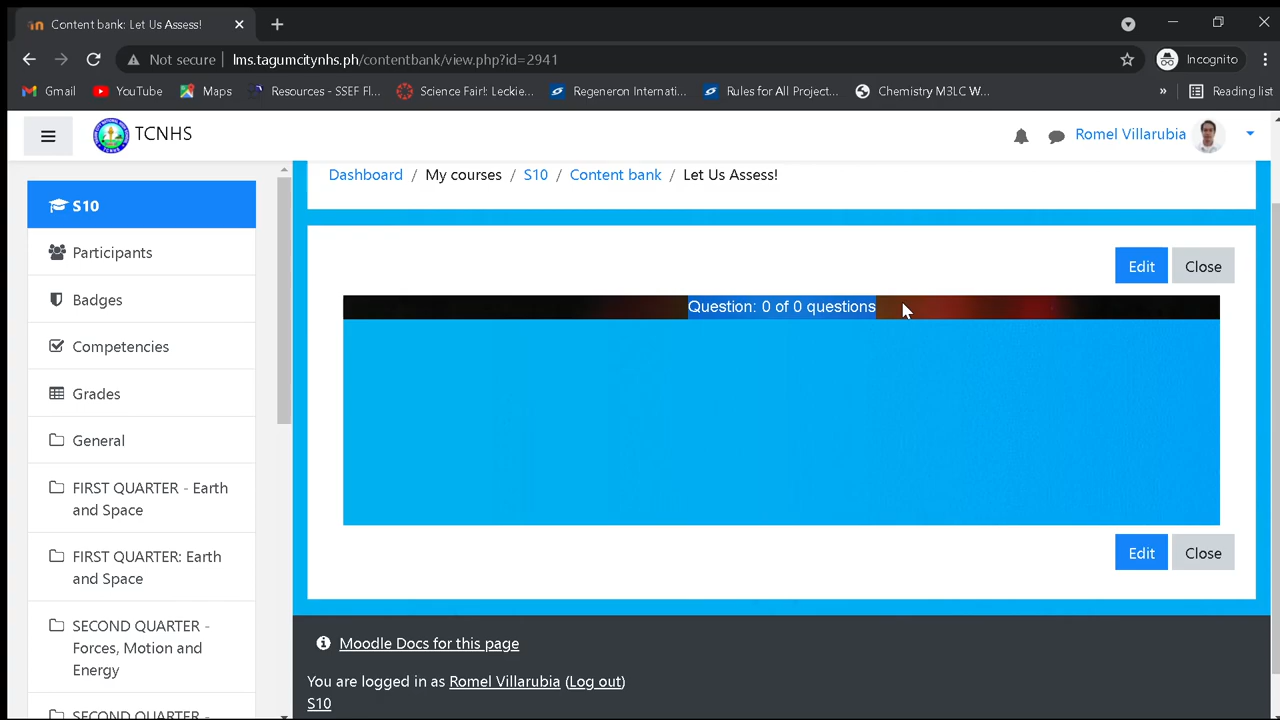 Content bank: Let Us Assess!
Not secure lms.tagumcitynhs.ph/contentbank/view.php?id=2941 Incognito
Gmail YouTube Maps Resources - SSEF Fl... Science Fair!: Leckie... Regeneron Internati... Rules for All Project... Chemistry M3LC W... » Reading list
TCNHS Romel Villarubia
Dashboard / My courses / S10 / Content bank / Let Us Assess!
S10
Participants
Badges
Competencies
Grades
General
FIRST QUARTER - Earth
and Space
FIRST QUARTER: Earth
and Space
SECOND QUARTER -
Forces, Motion and
Energy
SECOND QUARTER -
Edit Close
Question: 0 of 0 questions
Edit Close
Moodle Docs for this page
You are logged in as Romel Villarubia (Log out)
S10